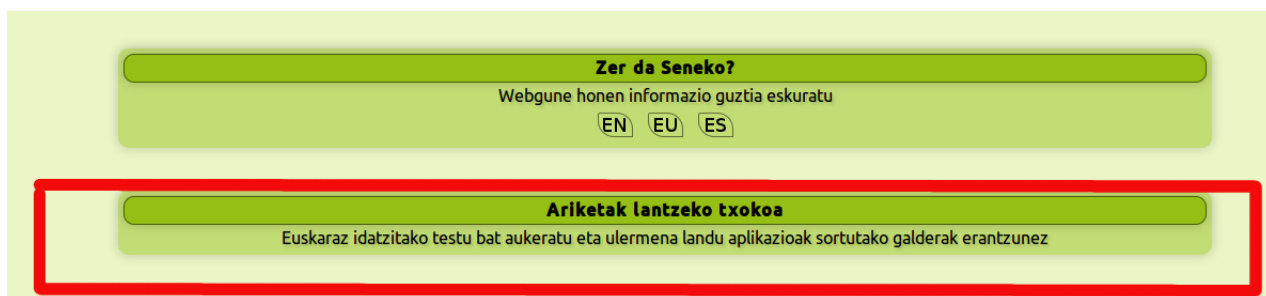 Zer da Seneko?
Webgune honen informazio guztia eskuratu
EN EU ES
Ariketak lantzeko txokoa
Euskaraz idatzitako testu bat aukeratu eta ulermena landu aplikazioak sortutako galderak erantzunez